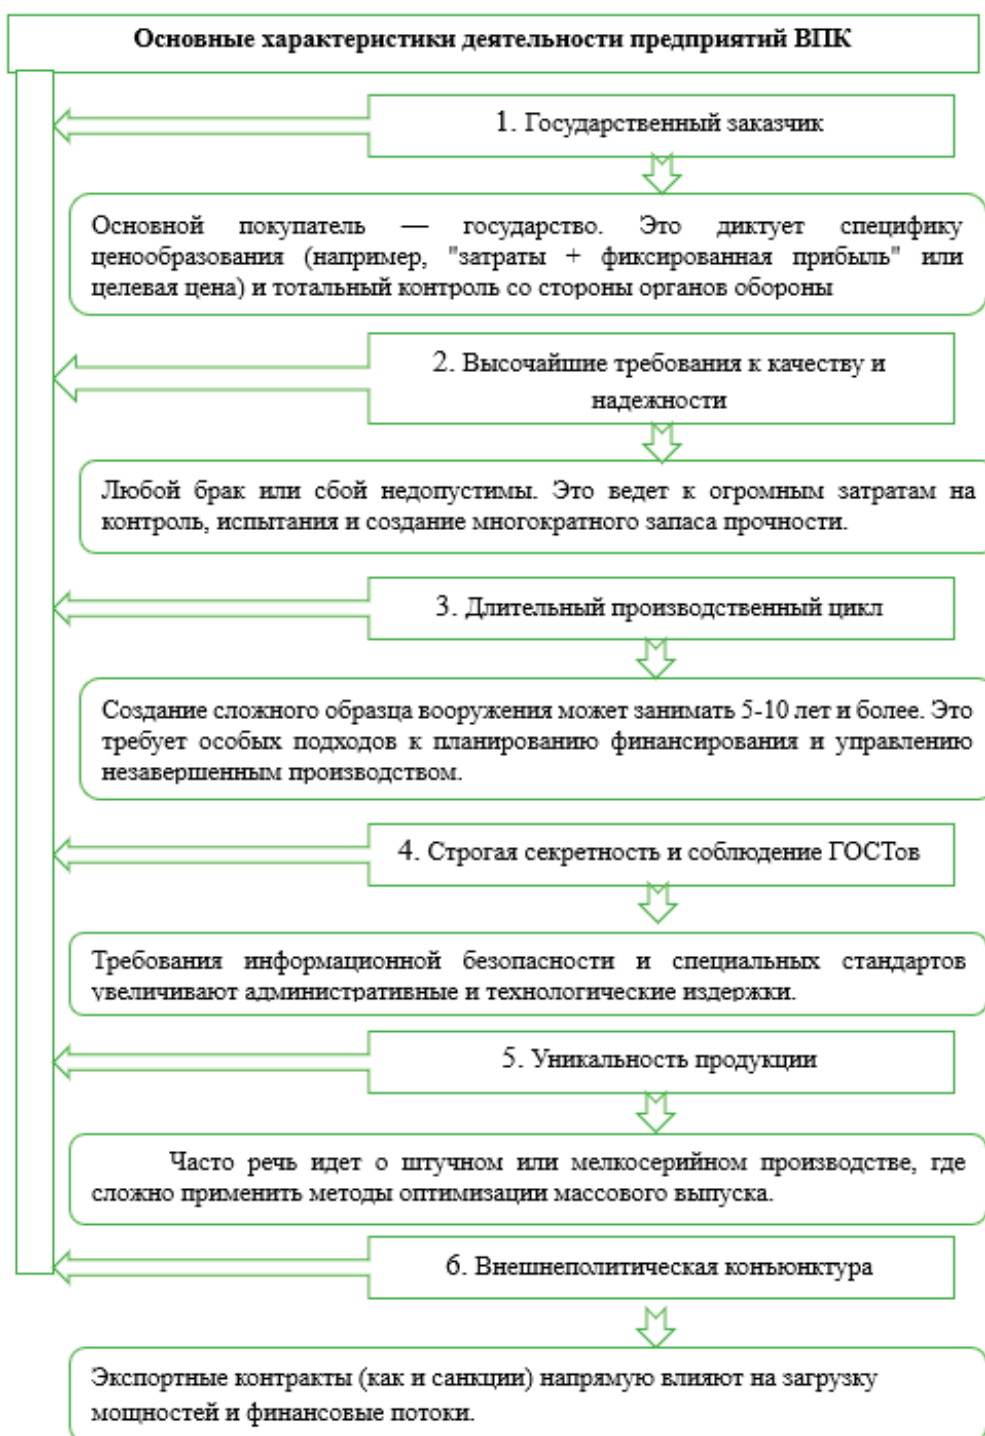 Основные характеристики деятельности предприятий ВПК
1. Государственный заказчик
Основной покупатель — государство. Это диктует специфику
ценообразования (например, "затраты + фиксированная прибыль" или
целевая цена) и тотальный контроль со стороны органов обороны
2. Высочайшие требования к качеству и
надежности
Любой брак или сбой недопустимы. Это ведет к огромным затратам на
контроль, испытания и создание многократного запаса прочности.
3. Длительный производственный цикл
Создание сложного образца вооружения может занимать 5-10 лет и более. Это
требует особых подходов к планированию финансирования и управлению
незавершенным производством.
4. Строгая секретность и соблюдение ГОСТов
Требования информационной безопасности и специальных стандартов
увеличивают административные и технологические издержки.
5. Уникальность продукции
Часто речь идет о штучном или мелкосерийном производстве, где
сложно применить методы оптимизации массового выпуска.
6. Внешнеполитическая конъюнктура
Экспортные контракты (как и санкции) напрямую влияют на загрузку
мощностей и финансовые потоки.